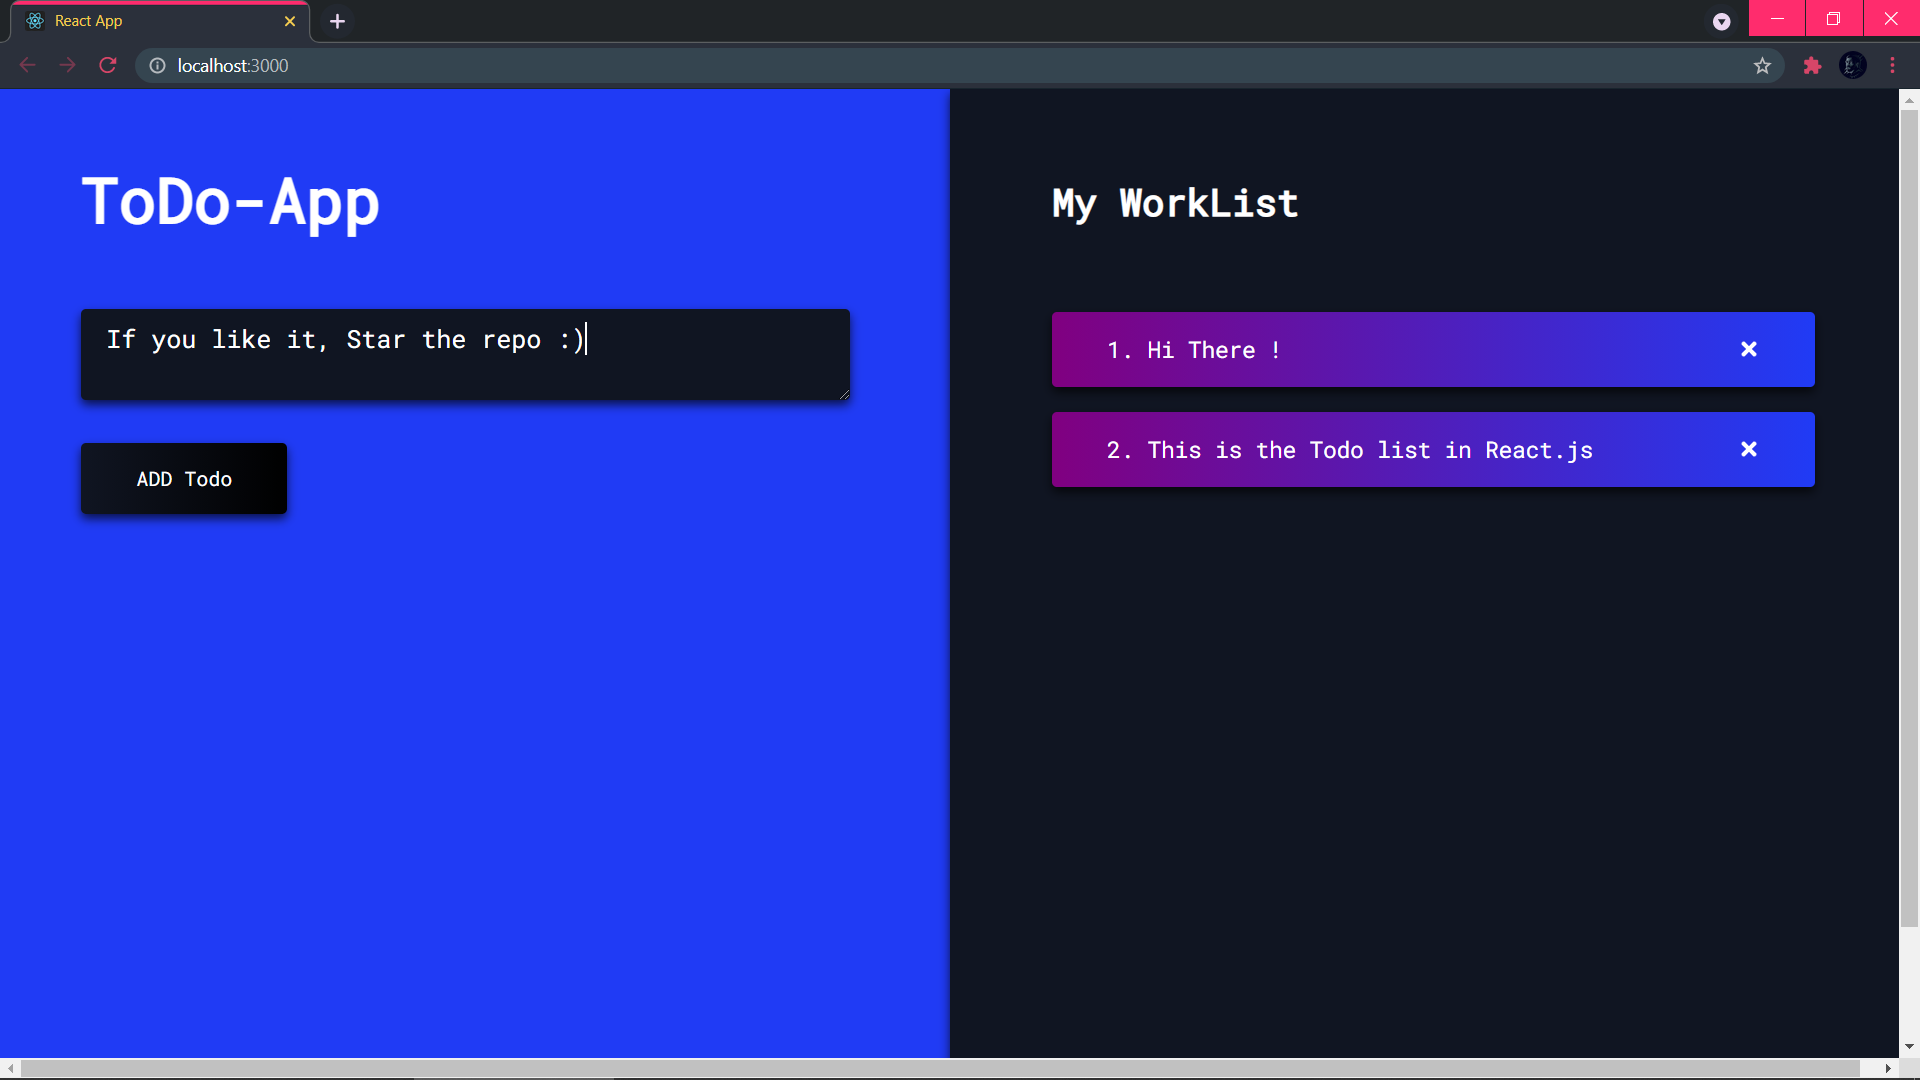 React App
localhost:3000
ToDo-App
If you like it, Star the repo :)
ADD Todo
My WorkList
1. Hi There !
2. This is the Todo list in React.js